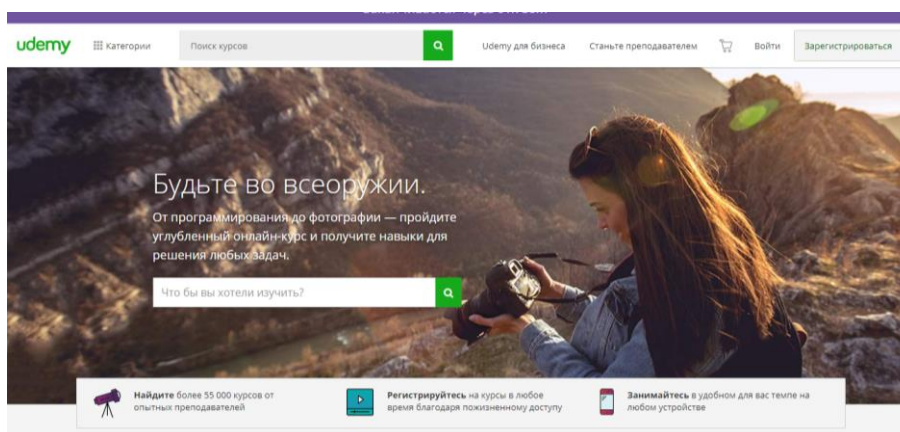 udemy
Категории
Поиск курсов
Udemy для бизнеса
Станьте преподавателем
Войти
Зарегистрироваться
Будьте во всеоружии.
От программирования до фотографии — пройдите
углубленный онлайн-курс и получите навыки для
решения любых задач.
Что бы вы хотели изучить?
Найдите более 55 000 курсов от
опытных преподавателей
Регистрируйтесь на курсы в любое
время благодаря пожизненному доступу
Занимайтесь в удобном для вас темпе на
любом устройстве